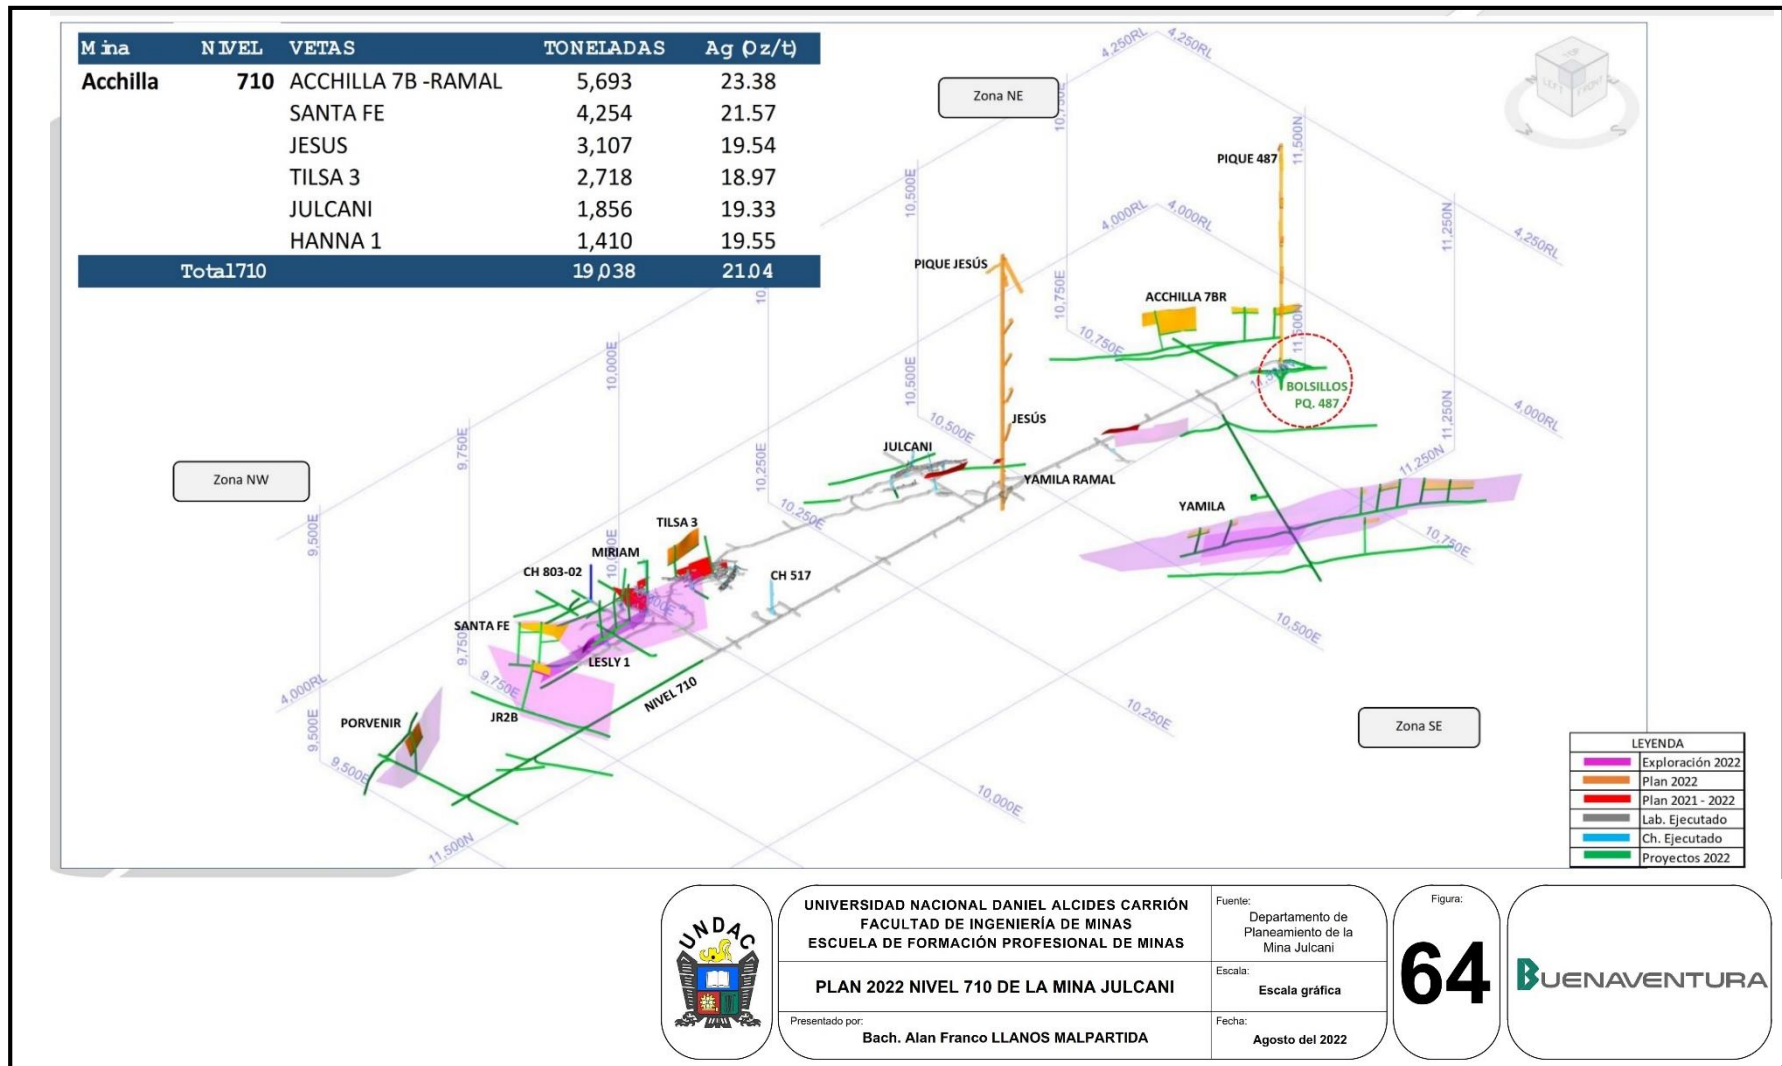 Mina NIVEL VETAS TONELADAS Ag (Oz/t)
Acchilla 710 ACCHILLA 7B -RAMAL 5,693 23.38
SANTA FE 4,254 21.57
JESUS 3,107 19.54
TILSA 3 2,718 18.97
JULCANI 1,856 19.33
HANNA 1 1,410 19.55
Total 710 19,038 21.04
Zona NE
4,250RL
4,250RL
4,250RL
TOP
LEFT
FRONT
W
S
10,750E
11,500N
PIQUE 487
10,500E
4,000RL
4,000RL
11,250N
PIQUE JESÚS
10,750E
ACCHILLA 7BR
11,500N
10,750E
10,000E
10,500E
BOLSILLOS
PQ. 487
4,000RL
11,250N
10,500E
JESÚS
9,750E
10,250E
JULCANI
YAMILA RAMAL
11,250N
Zona NW
YAMILA
10,250E
TILSA 3
9,500E
MIRIAM
10,750E
CH 803-02
CH 517
SANTA FE
10,500E
LESLY 1
9,750E
9,750E
4,000RL
NIVEL 710
JR2B
10,250E
PORVENIR
9,500E
Zona SE
9,500E
10,000E
11,500N
LEYENDA
Exploración 2022
Plan 2022
Plan 2021 - 2022
Lab. Ejecutado
Ch. Ejecutado
Proyectos 2022
UNDAC
UNIVERSIDAD NACIONAL DANIEL ALCIDES CARRIÓN
FACULTAD DE INGENIERÍA DE MINAS
ESCUELA DE FORMACIÓN PROFESIONAL DE MINAS
PLAN 2022 NIVEL 710 DE LA MINA JULCANI
Presentado por:
Bach. Alan Franco LLANOS MALPARTIDA
Fuente:
Departamento de
Planeamiento de la
Mina Julcani
Escala:
Escala gráfica
Fecha:
Agosto del 2022
Figura:
64
BUENAVENTURA